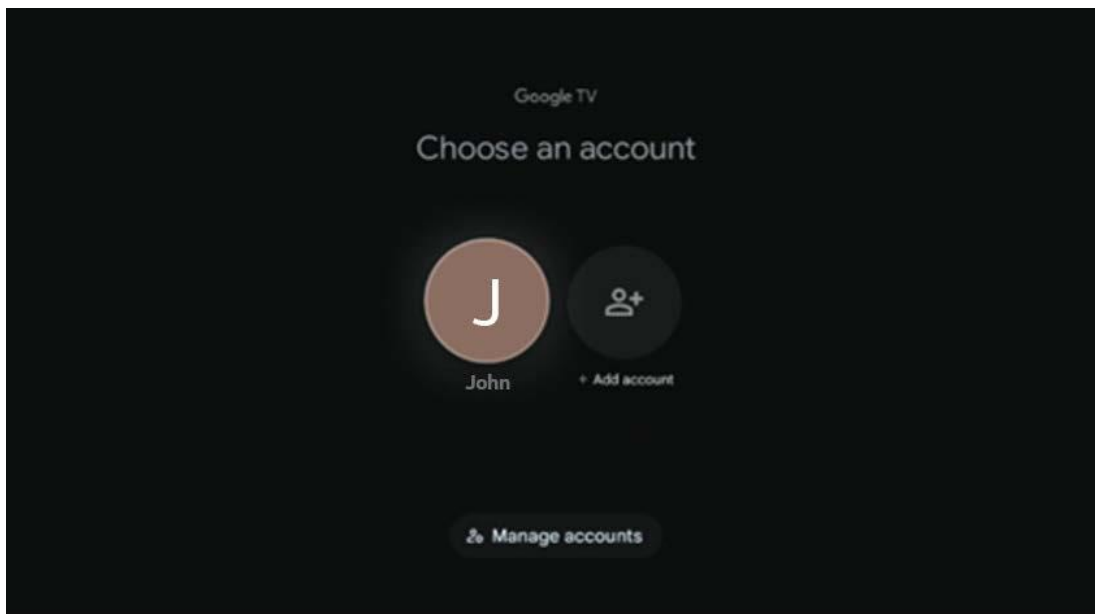 Google TV
Choose an account
J
John
+ Add account
Manage accounts